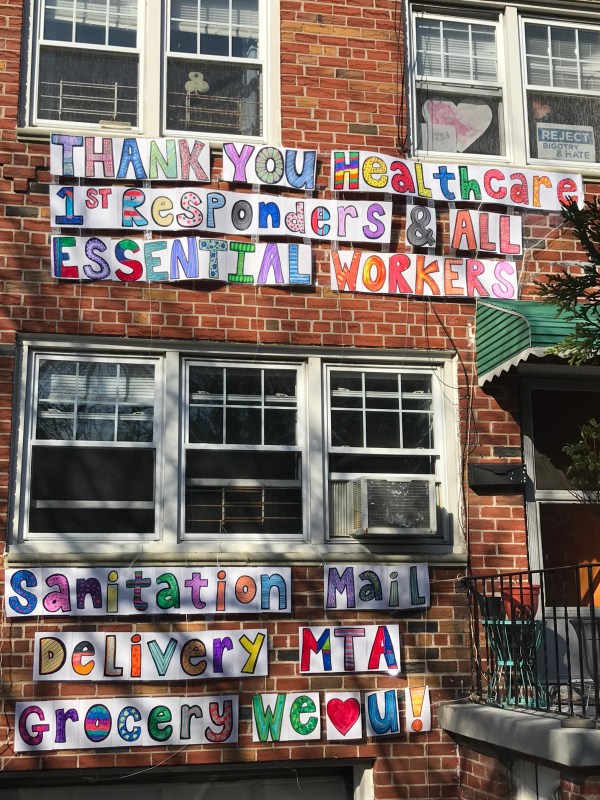 THANK YOU Healthcare
1ST Responders & ALL
ESSENTIAL WORKERS
REJECT
BIGOTRY
& HATE
Sanitation Mail
Delivery MTA
Grocery We ♥ u!